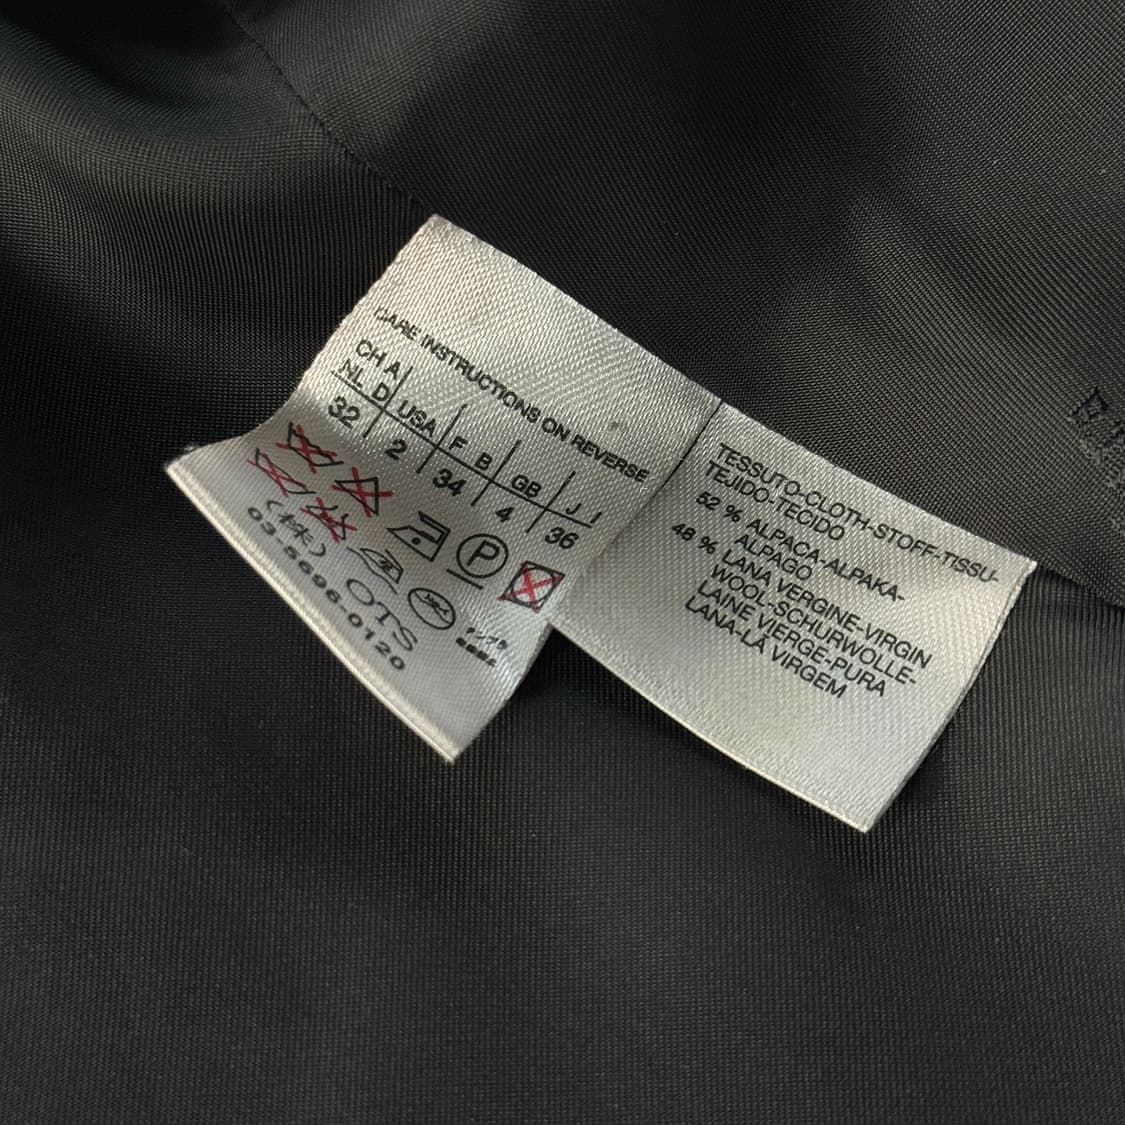 CARE INSTRUCTIONS ON REVERSE
CH A
NL D USA F B GB J I
32 2 34 4 36
P
(株) OTS
03-5696-0120
TESSUTO-CLOTH-STOFF-TISSU-
TEJIDO-TECIDO
52 % ALPACA-ALPAKA-
ALPAGO
48 % LANA VERGINE-VIRGIN
WOOL-SCHURWOLLE-
LAINE VIERGE-PURA
LANA-LÀ VIRGEM